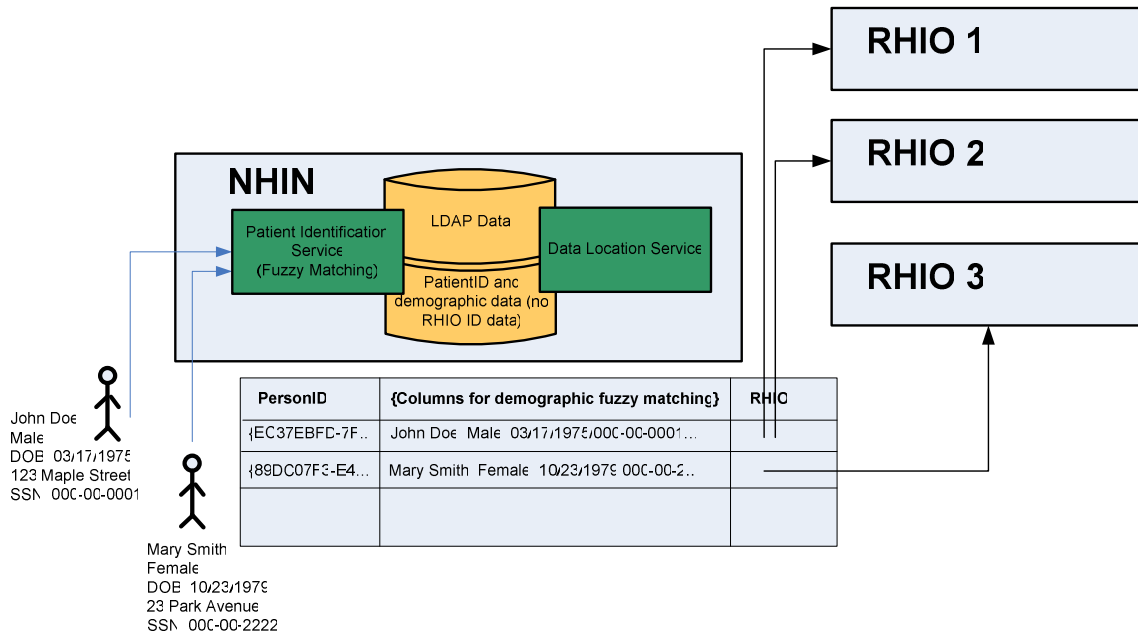 RHIO 1
RHIO 2
RHIO 3
NHIN
LDAP Data
Patient Identification
Service
(Fuzzy Matching)
Data Location Service
PatientID and
demographic data (no
RHIO ID data)
PersonID
{Columns for demographic fuzzy matching}
RHIO
{EC37EBFD-7F...
John Doe Male 03/17/1975/000-00-0001...
{89DC07F3-E4...
Mary Smith Female 10/23/1979 000-00-2...
John Doe
Male
DOB 03/17/1975
123 Maple Street
SSN 000-00-0001
Mary Smith
Female
DOB 10/23/1979
23 Park Avenue
SSN 000-00-2222